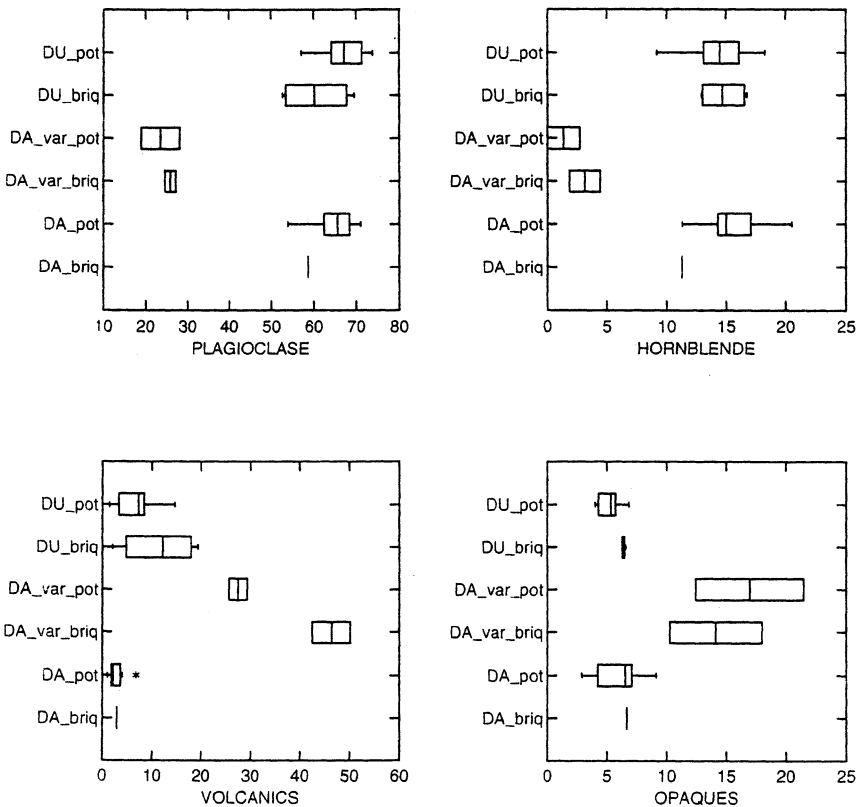 DU_pot
DU_briq
DA_var_pot
DA_var_briq
DA_pot
DA_briq
10 20 30 40 50 60 70 80
PLAGIOCLASE
DU_pot
DU_briq
DA_var_pot
DA_var_briq
DA_pot
DA_briq
0 5 10 15 20 25
HORNBLENDE
DU_pot
DU_briq
DA_var_pot
DA_var_briq
DA_pot
*
DA_briq
0 10 20 30 40 50 60
VOLCANICS
DU_pot
DU_briq
DA_var_pot
DA_var_briq
DA_pot
DA_briq
0 5 10 15 20 25
OPAQUES